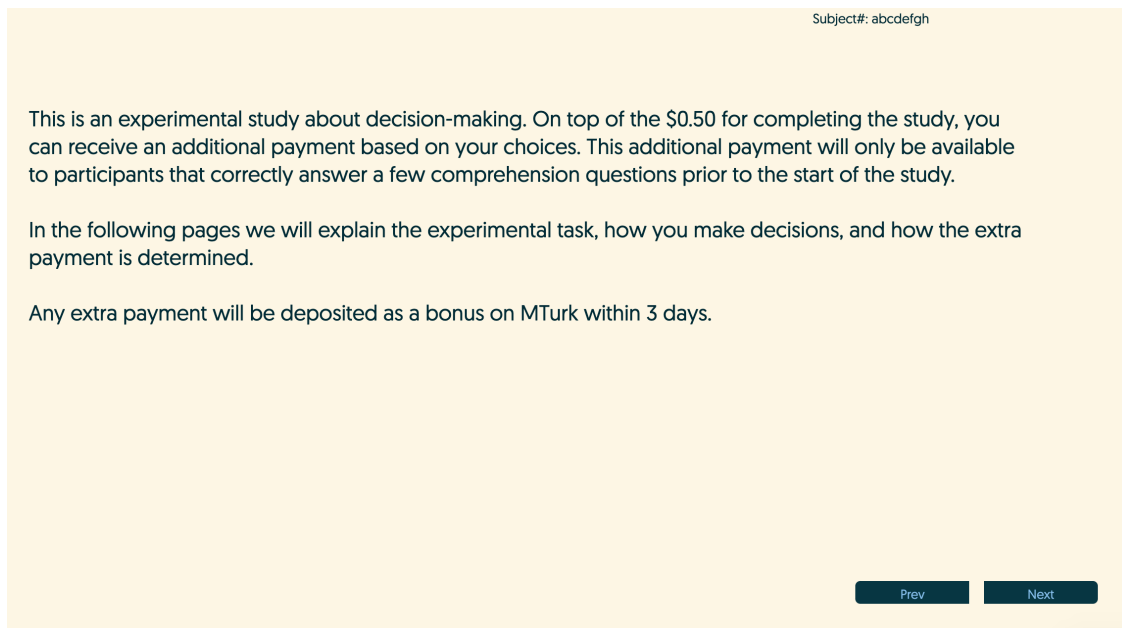 Subject#: abcdefgh
This is an experimental study about decision-making. On top of the $0.50 for completing the study, you
can receive an additional payment based on your choices. This additional payment will only be available
to participants that correctly answer a few comprehension questions prior to the start of the study.
In the following pages we will explain the experimental task, how you make decisions, and how the extra
payment is determined.
Any extra payment will be deposited as a bonus on MTurk within 3 days.
Prev Next